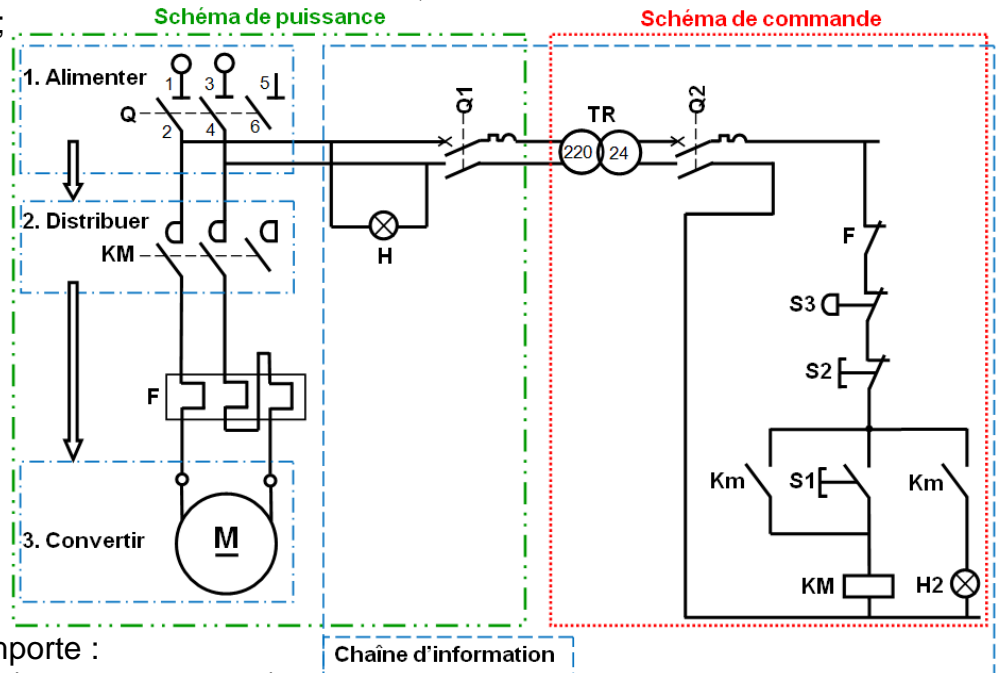 Schéma de puissance
Schéma de commande
;
1. Alimenter
1
3
5
Q
2
4
6
Q1
TR
Q2
220
24
2. Distribuer
KM
H
F
S3
F
S2
Km
S1
Km
3. Convertir
M
KM
H2
mporte :
Chaîne d'information